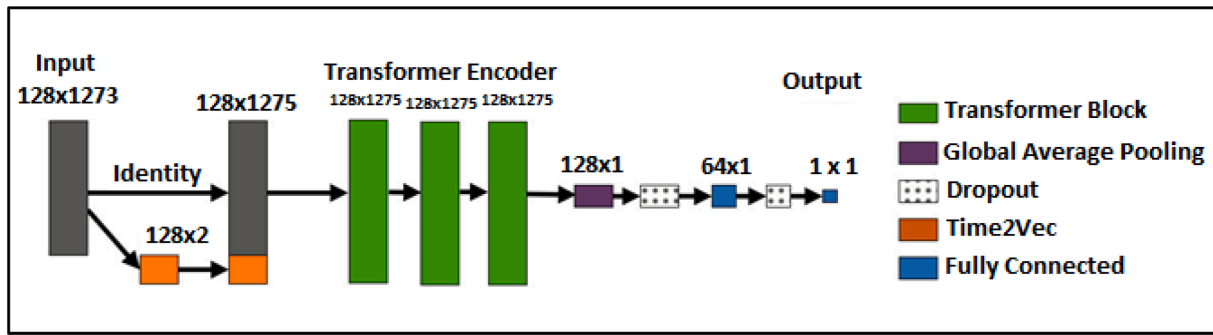 Input
128x1273
128x1275
Identity
128x2
Transformer Encoder
128x1275 128x1275 128x1275
128x1
64x1
Output
1 x 1
Transformer Block
Global Average Pooling
Dropout
Time2Vec
Fully Connected